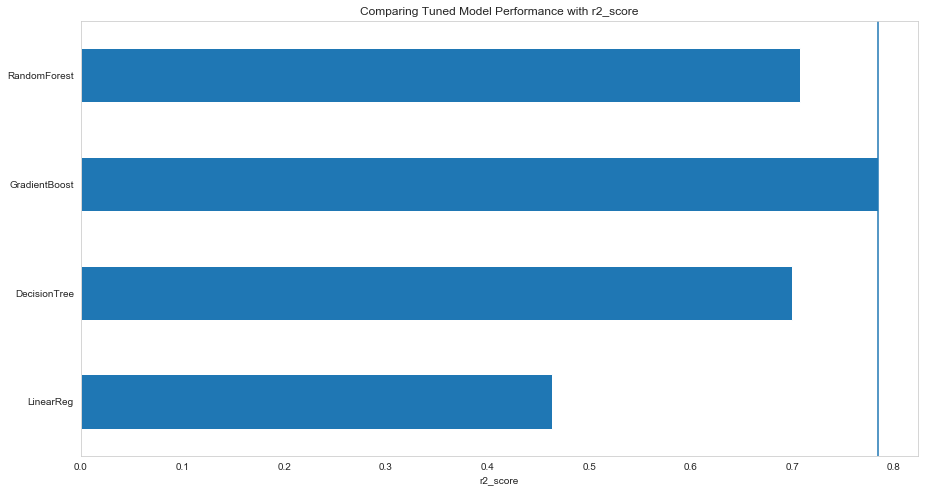 Comparing Tuned Model Performance with r2_score
RandomForest
GradientBoost
DecisionTree
LinearReg
0.0 0.1 0.2 0.3 0.4 0.5 0.6 0.7 0.8
r2_score